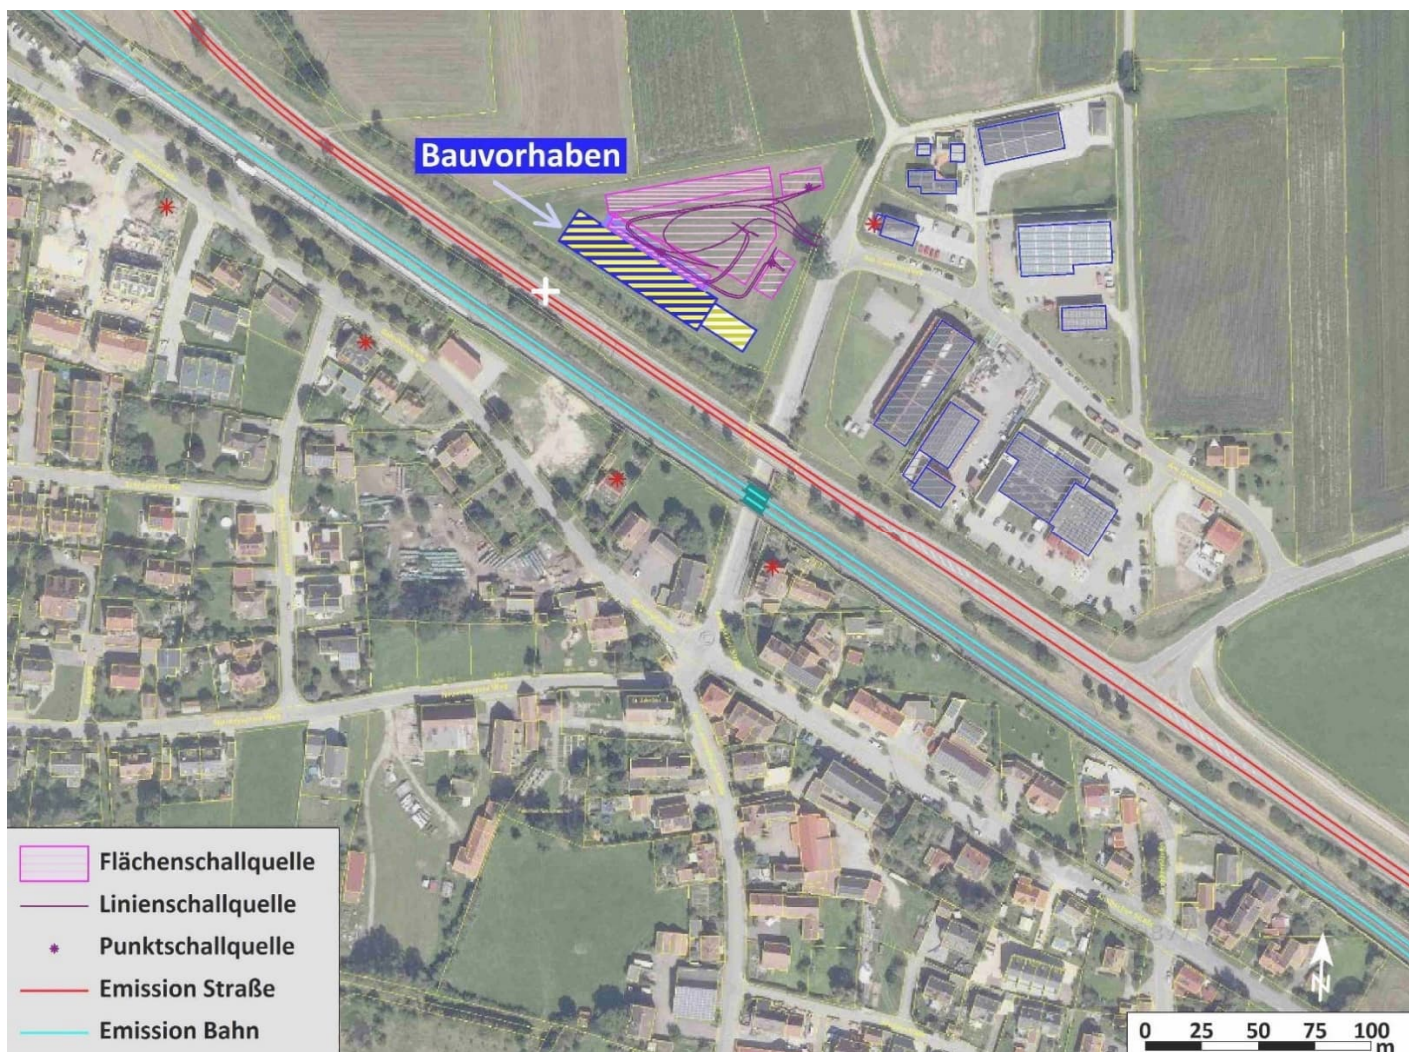 Bauvorhaben
Flächenschallquelle
Linienschallquelle
Punktschallquelle
Emission Straße
Emission Bahn
N
0 25 50 75 100
m